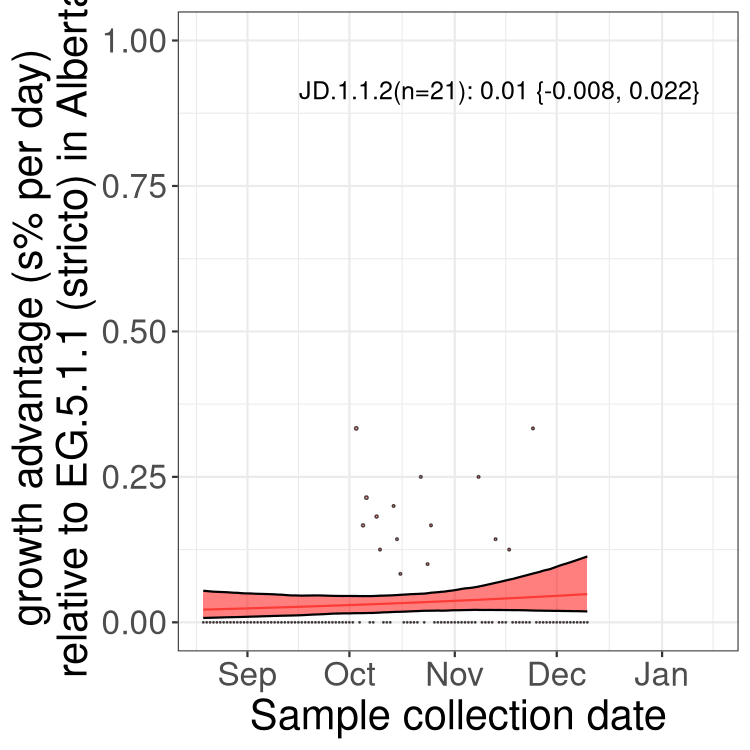 growth advantage (s% per day)
relative to EG.5.1.1 (stricto) in Alberta
1.00
0.75
0.50
0.25
0.00
JD.1.1.2(n=21): 0.01 {-0.008, 0.022}
Sep Oct Nov Dec Jan
Sample collection date